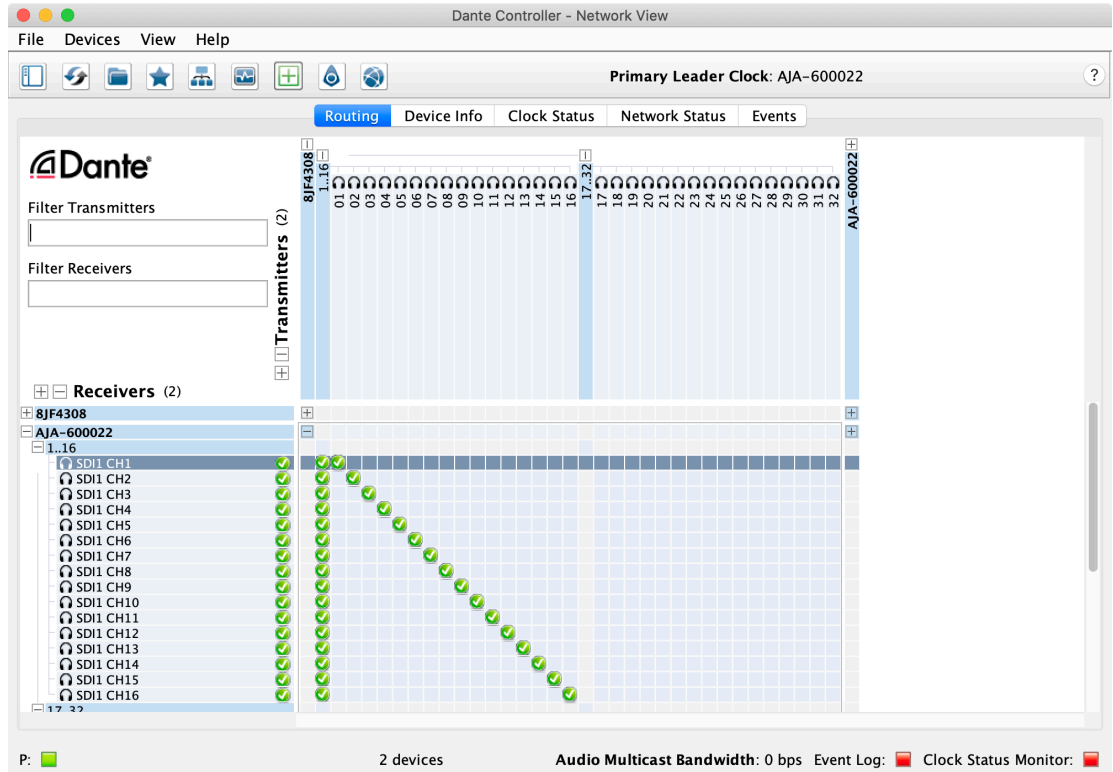 Dante Controller - Network View
File Devices View Help
Primary Leader Clock: AJA-600022
?
Routing Device Info Clock Status Network Status Events
Dante®
Filter Transmitters
Filter Receivers
Transmitters (2)
Receivers (2)
8JF4308
1..16
01
02
03
04
05
06
07
08
09
10
11
12
13
14
15
16
17..32
17
18
19
20
21
22
23
24
25
26
27
28
29
30
31
32
AJA-600022
8JF4308
AJA-600022
1..16
SDI1 CH1
SDI1 CH2
SDI1 CH3
SDI1 CH4
SDI1 CH5
SDI1 CH6
SDI1 CH7
SDI1 CH8
SDI1 CH9
SDI1 CH10
SDI1 CH11
SDI1 CH12
SDI1 CH13
SDI1 CH14
SDI1 CH15
SDI1 CH16
17..32
P: 2 devices Audio Multicast Bandwidth: 0 bps Event Log: Clock Status Monitor: